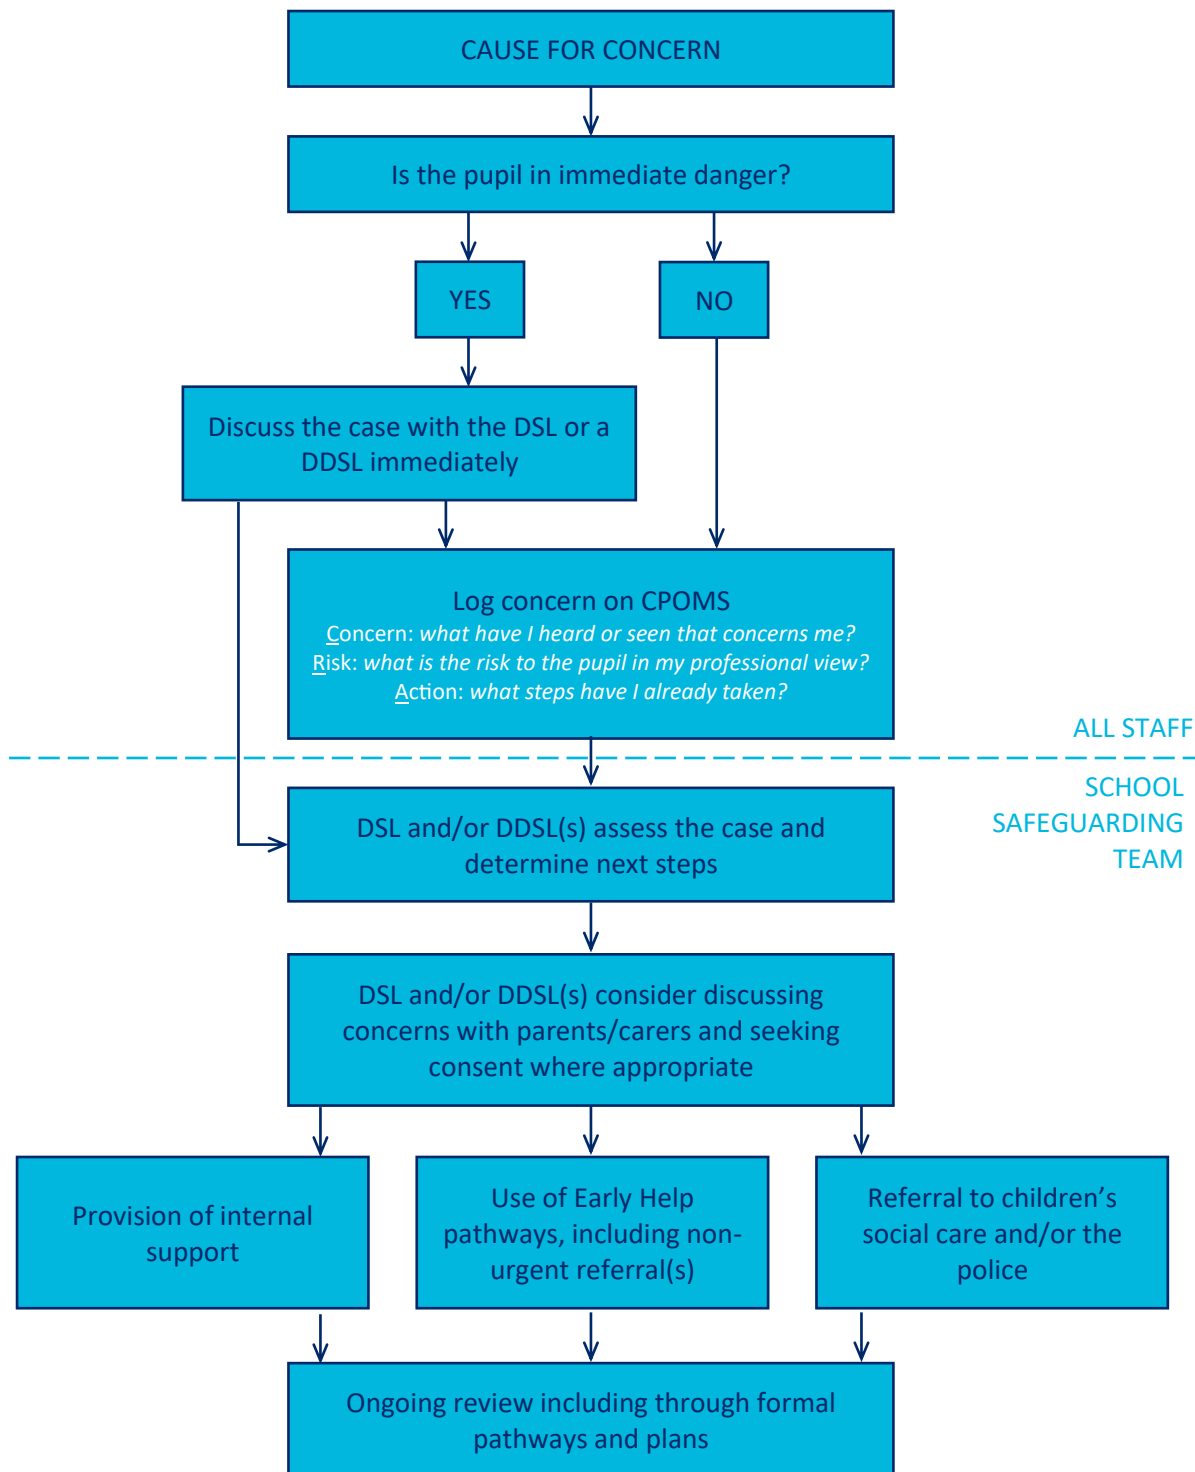 CAUSE FOR CONCERN
Is the pupil in immediate danger?
YES
NO
Discuss the case with the DSL or a
DDSL immediately
Log concern on CPOMS
Concern: what have I heard or seen that concerns me?
Risk: what is the risk to the pupil in my professional view?
Action: what steps have I already taken?
ALL STAFF
SCHOOL
SAFEGUARDING
TEAM
DSL and/or DDSL(s) assess the case and
determine next steps
DSL and/or DDSL(s) consider discussing
concerns with parents/carers and seeking
consent where appropriate
Provision of internal
support
Use of Early Help
pathways, including non-
urgent referral(s)
Referral to children’s
social care and/or the
police
Ongoing review including through formal
pathways and plans